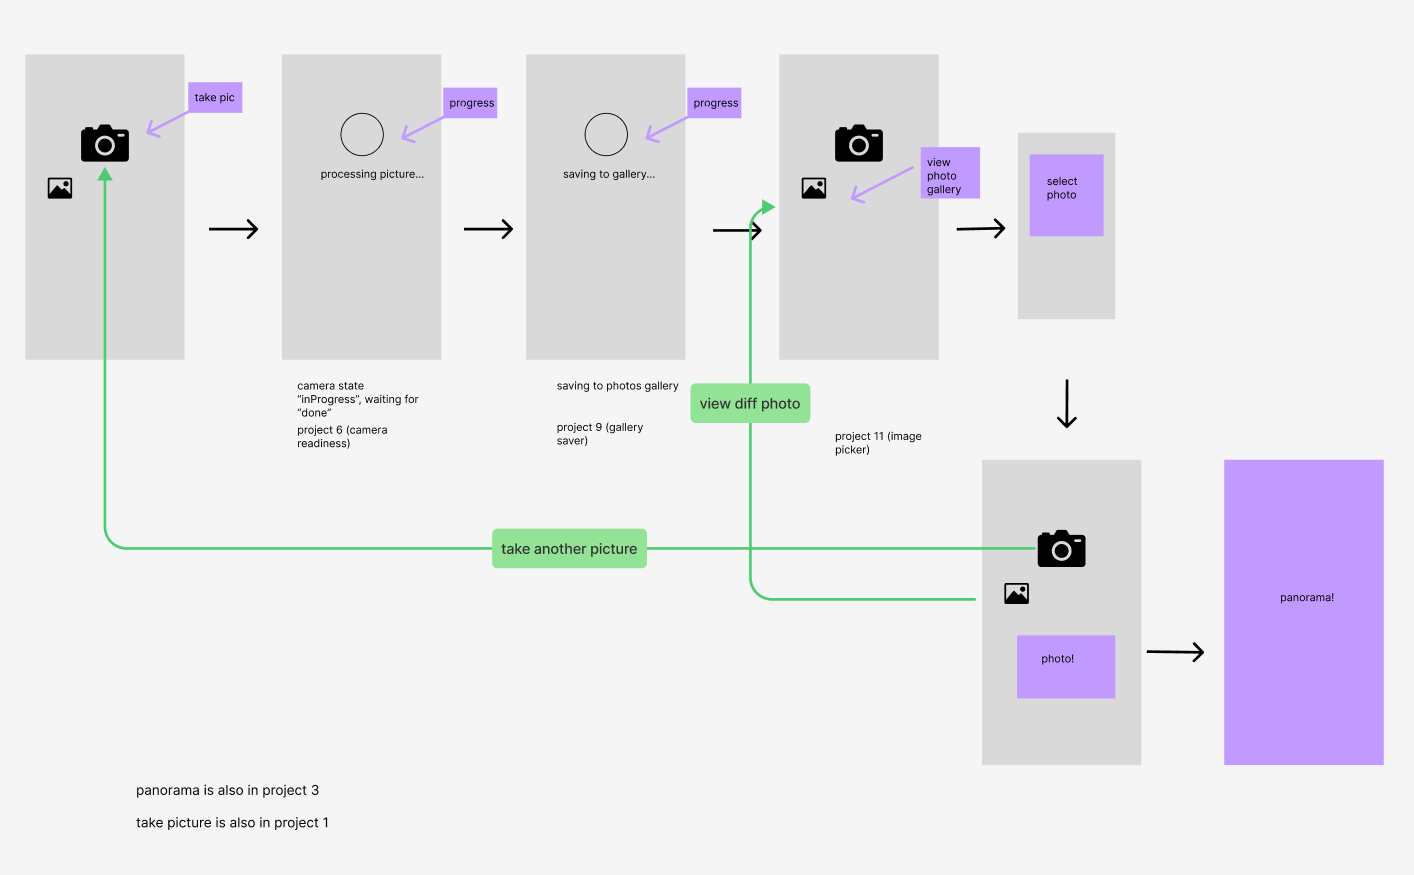 take pic
progress
processing picture...
progress
saving to gallery...
view
photo
gallery
select
photo
camera state
“inProgress”, waiting for
“done”
project 6 (camera
readiness)
saving to photos gallery
project 9 (gallery
saver)
view diff photo
project 11 (image
picker)
take another picture
photo!
panorama!
panorama is also in project 3
take picture is also in project 1